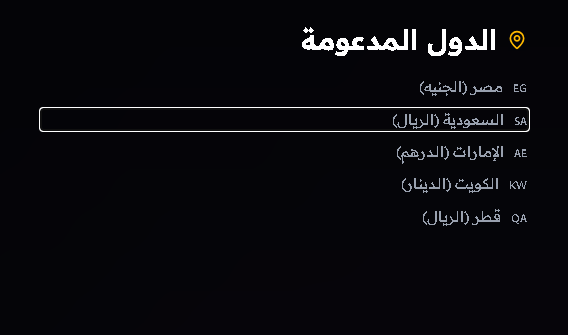 الدول المدعومة
EG مصر (الجنيه)
SA السعودية (الريال)
AE الإمارات (الدرهم)
KW الكويت (الدينار)
QA قطر (الريال)